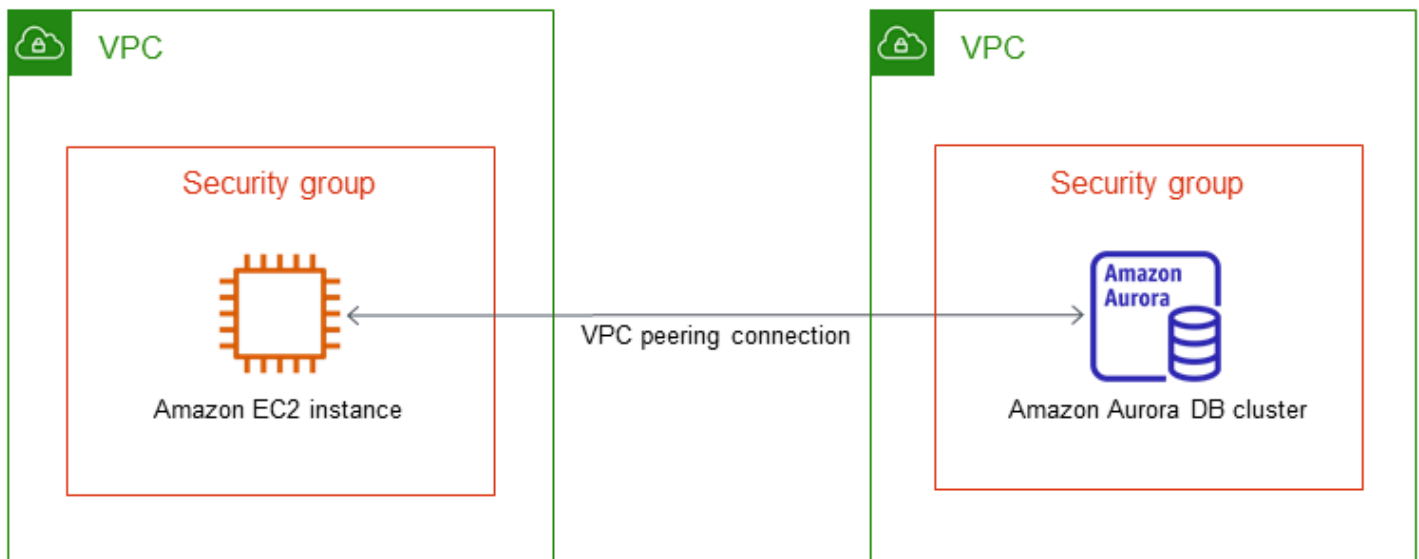 VPC
VPC
Security group
Security group
Amazon
Aurora
VPC peering connection
Amazon EC2 instance
Amazon Aurora DB cluster